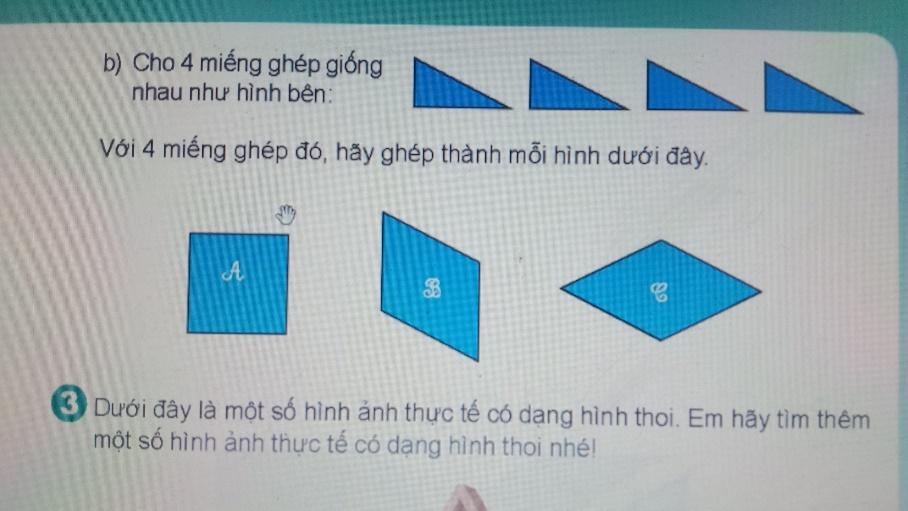 b) Cho 4 miếng ghép giống
nhau như hình bên:
Với 4 miếng ghép đó, hãy ghép thành mỗi hình dưới đây.
A
B
C
3 Dưới đây là một số hình ảnh thực tế có dạng hình thoi. Em hãy tìm thêm
một số hình ảnh thực tế có dạng hình thoi nhé!